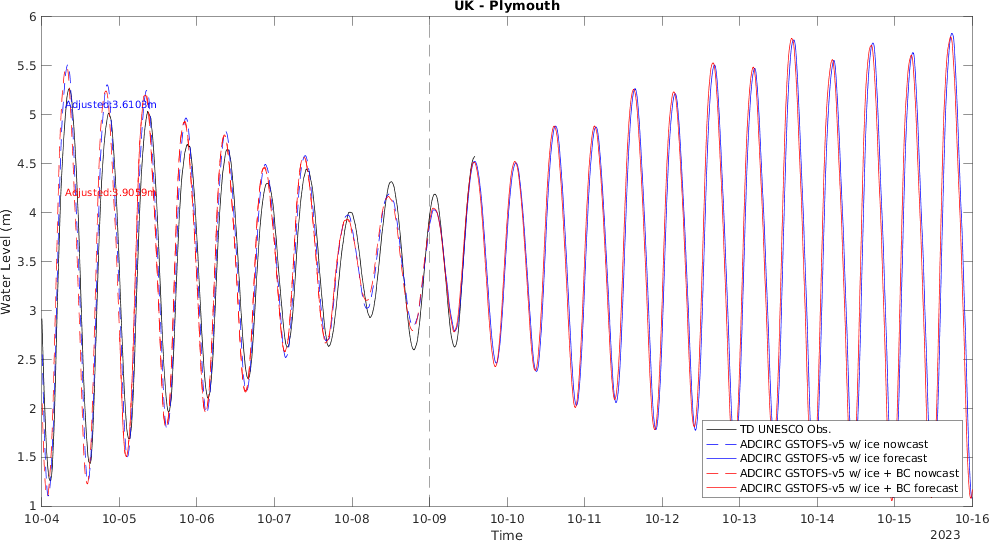 UK - Plymouth
6
5.5
5
4.5
4
3.5
3
2.5
2
1.5
1
Water Level (m)
Adjusted:3.6103m
Adjusted:3.9059m
TD UNESCO Obs.
ADCIRC GSTOFS-v5 w/ ice nowcast
ADCIRC GSTOFS-v5 w/ ice forecast
ADCIRC GSTOFS-v5 w/ ice + BC nowcast
ADCIRC GSTOFS-v5 w/ ice + BC forecast
10-04 10-05 10-06 10-07 10-08 10-09 10-10 10-11 10-12 10-13 10-14 10-15 10-16
Time
2023